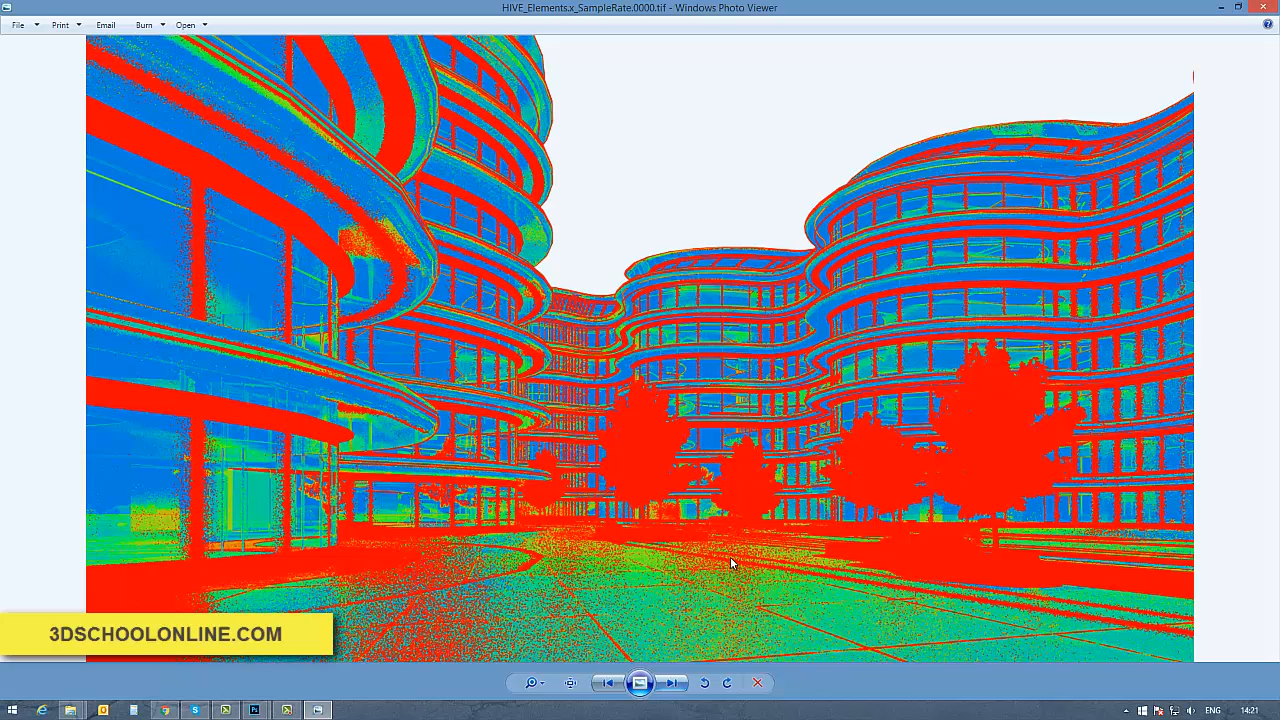 HIVE_Elements.x_SampleRate.0000.tif - Windows Photo Viewer
File Print Email Burn Open
3DSCHOOLONLINE.COM
ENG 14:21